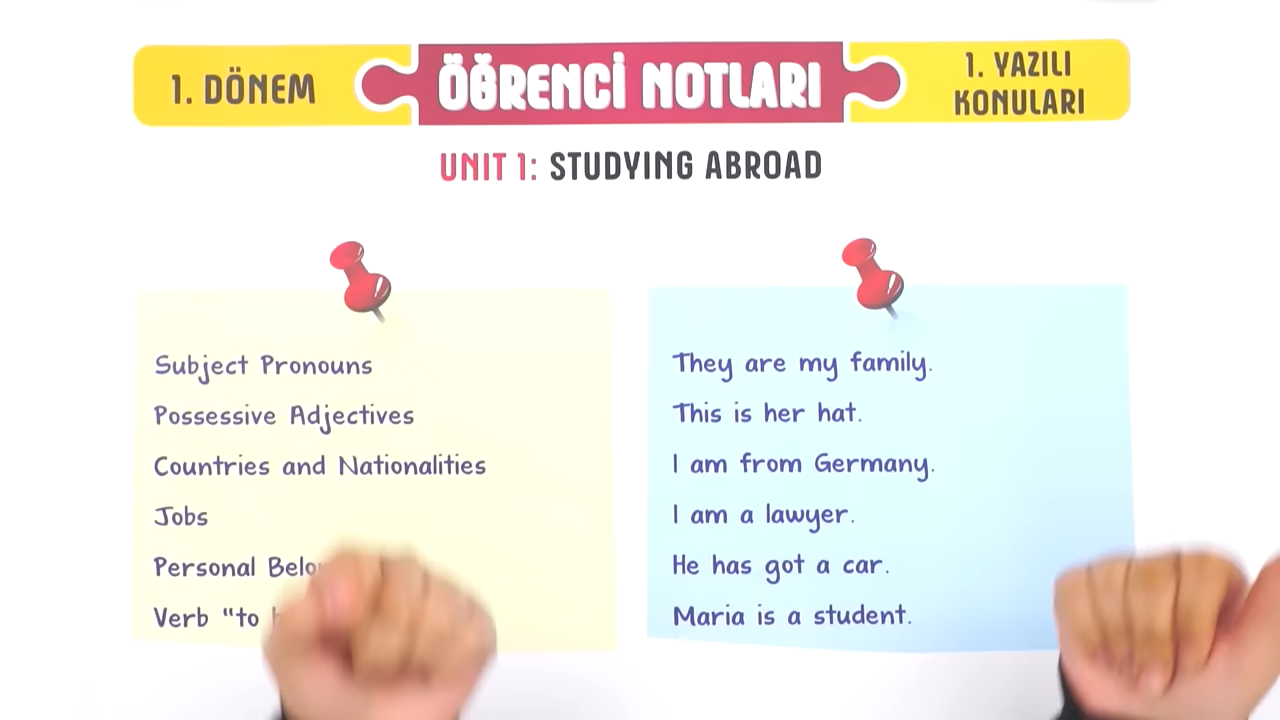 1. DÖNEM
ÖĞRENCİ NOTLARI
1. YAZILI
KONULARI
UNIT 1: STUDYING ABROAD
Subject Pronouns
Possessive Adjectives
Countries and Nationalities
Jobs
Personal
Verb "to
They are my family.
This is her hat.
I am from Germany.
I am a lawyer.
He has got a car.
Maria is a student.